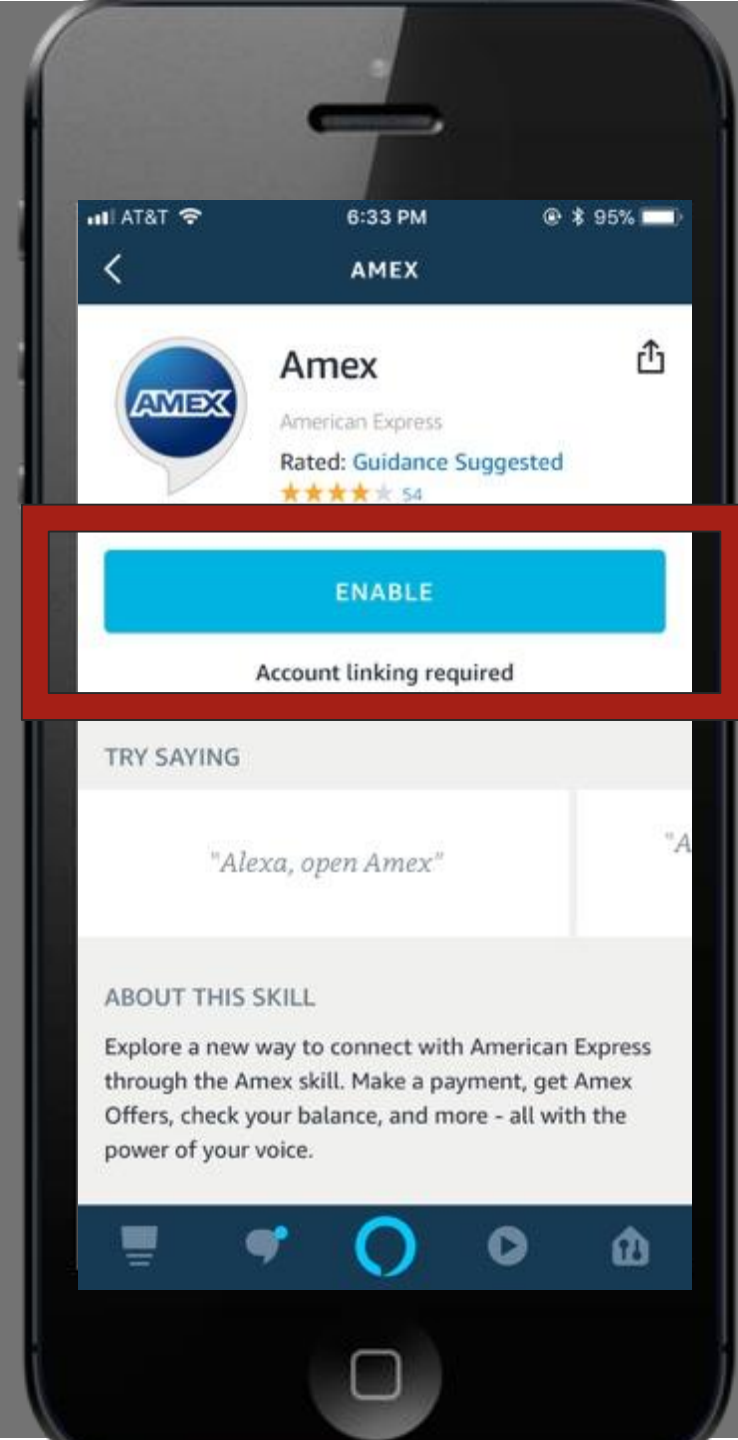 AT&T 6:33 PM 95%
AMEX
AMEX
Amex
American Express
Rated: Guidance Suggested
54
ENABLE
Account linking required
TRY SAYING
"Alexa, open Amex" "A
ABOUT THIS SKILL
Explore a new way to connect with American Express
through the Amex skill. Make a payment, get Amex
Offers, check your balance, and more - all with the
power of your voice.